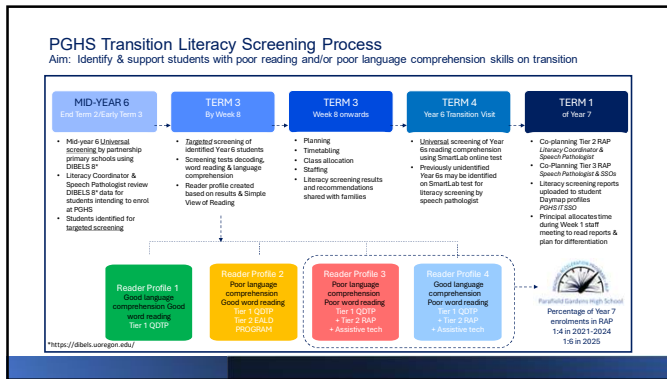 PGHS Transition Literacy Screening Process
Aim: Identify & support students with poor reading and/or poor language comprehension skills on transition
MID-YEAR 6
End Term 2/Early Term 3
• Mid-year 6 Universal
screening by partnership
primary schools using
DIBELS 8*
• Literacy Coordinator &
Speech Pathologist review
DIBELS 8* data for
students intending to enrol
at PGHS
• Students identified for
targeted screening
TERM 3
By Week 8
• Targeted screening of
identified Year 6 students
• Screening tests decoding,
word reading & language
comprehension
• Reader profile created
based on results & Simple
View of Reading
TERM 3
Week 8 onwards
• Planning
• Timetabling
• Class allocation
• Staffing
• Literacy screening results and
recommendations
shared with families
TERM 4
Year 6 Transition Visit
• Universal screening of Year
6s reading comprehension
using SmartLab online test
• Previously unidentified
Year 6s may be identified
on SmartLab test for
literacy screening by
speech pathologist
TERM 1
of Year 7
• Co-planning Tier 2 RAP
Literacy Coordinator &
Speech Pathologist
• Co-planning Tier 3 RAP
Speech Pathologist & SSOs
• Literacy screening reports
uploaded to student
Daymap profiles
PGHS IT SSO
• Principal allocates time
during Week 1 staff
meeting to read reports &
plan for differentiation
Reader Profile 1
Good language
comprehension Good
word reading
Tier 1 QDTP
Reader Profile 2
Poor language
comprehension
Good word reading
Tier 1 QDTP
Tier 2 EALD
PROGRAM
Reader Profile 3
Poor language
comprehension
Poor word reading
Tier 1 QDTP
+ Tier 2 RAP
+ Assistive tech
Reader Profile 4
Good language
comprehension
Poor word reading
Tier 1 QDTP
+ Tier 2 RAP
+ Assistive tech
Parafield Gardens High School
Percentage of Year 7
enrolments in RAP
1:4 in 2021-2024
1:6 in 2025
*https://dibels.uoregon.edu/